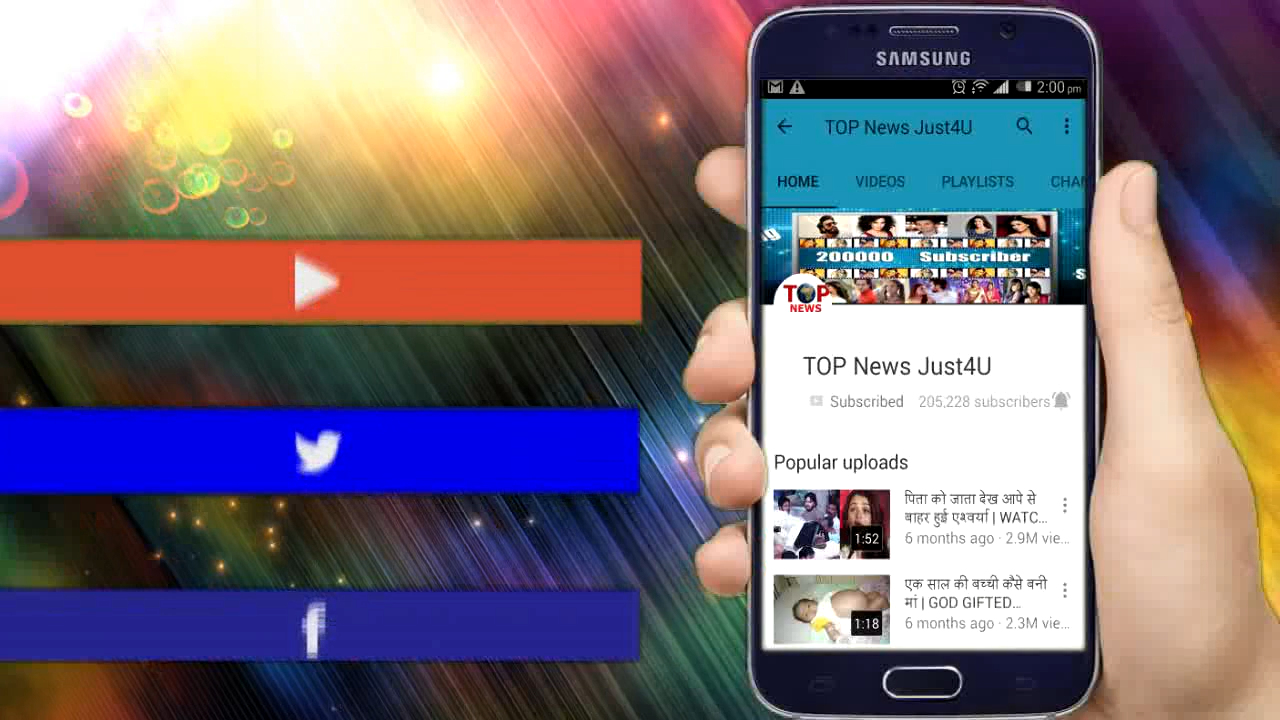 SAMSUNG
2:00 pm
TOP News Just4U
HOME VIDEOS PLAYLISTS CHAN
200000 Subscriber
TOP
NEWS
TOP News Just4U
Subscribed 205,228 subscribers
Popular uploads
पिता को जाता देख आपे से
बाहर हुई एश्वर्या | WATC...
1:52
6 months ago · 2.9M vie...
एक साल की बच्ची कैसे बनी
मां | GOD GIFTED...
1:18
6 months ago · 2.3M vie...